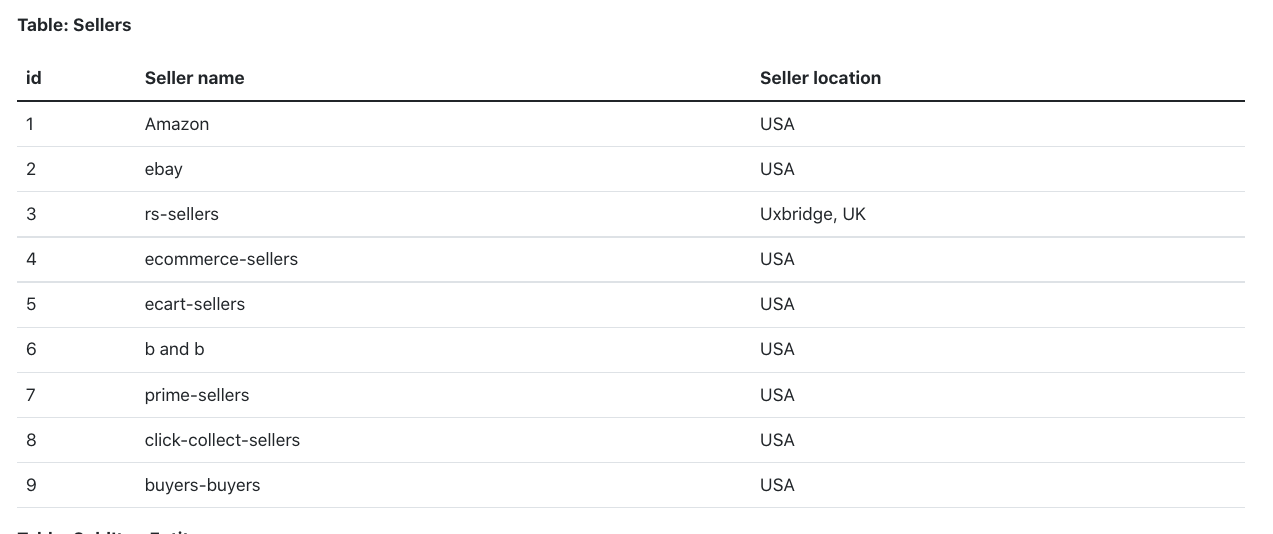 Table: Sellers
id Seller name Seller location
1 Amazon USA
2 ebay USA
3 rs-sellers Uxbridge, UK
4 ecommerce-sellers USA
5 ecart-sellers USA
6 b and b USA
7 prime-sellers USA
8 click-collect-sellers USA
9 buyers-buyers USA